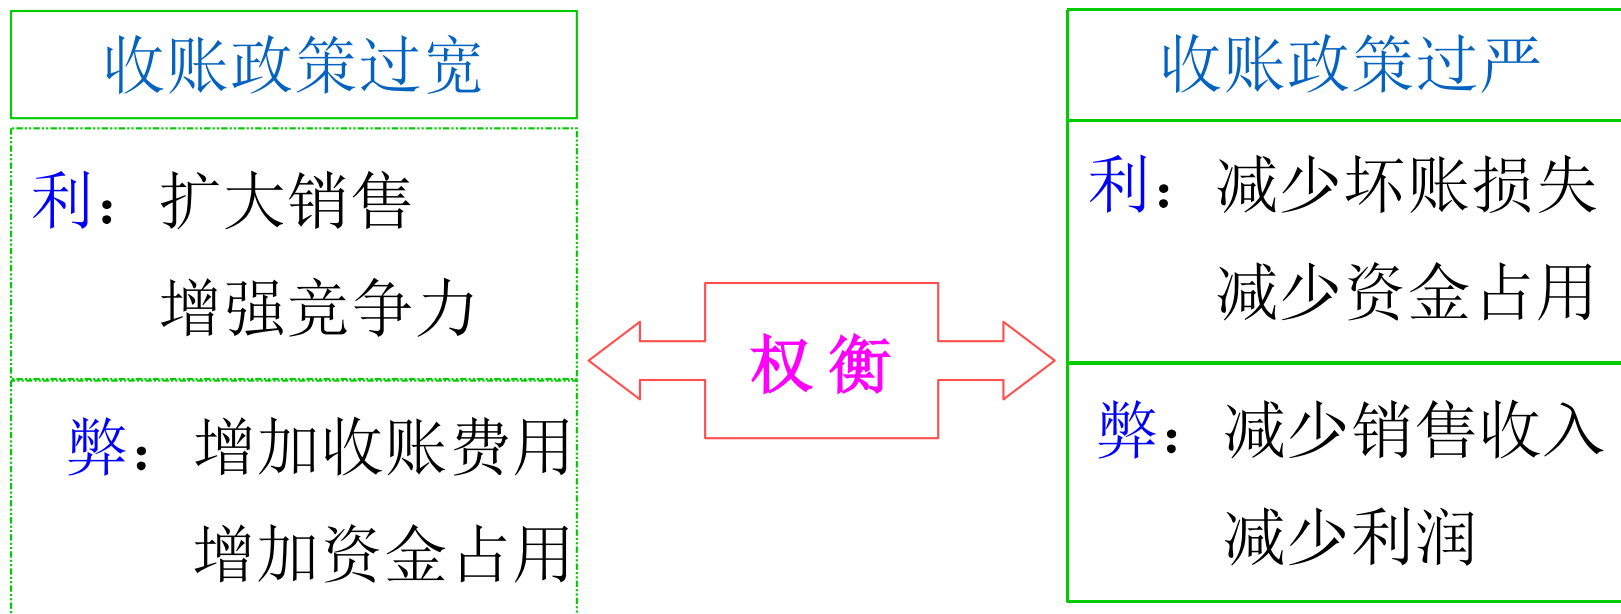 收账政策过宽
利：扩大销售
增强竞争力
弊：增加收账费用
增加资金占用
权衡
收账政策过严
利：减少坏账损失
减少资金占用
弊：减少销售收入
减少利润